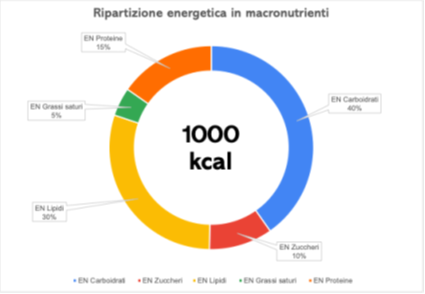 Ripartizione energetica in macronutrienti
EN Proteine
15%
EN Carboidrati
40%
EN Grassi saturi
5%
1000
kcal
EN Lipidi
30%
EN Zuccheri
10%
EN Carboidrati EN Zuccheri EN Lipidi EN Grassi saturi EN Proteine